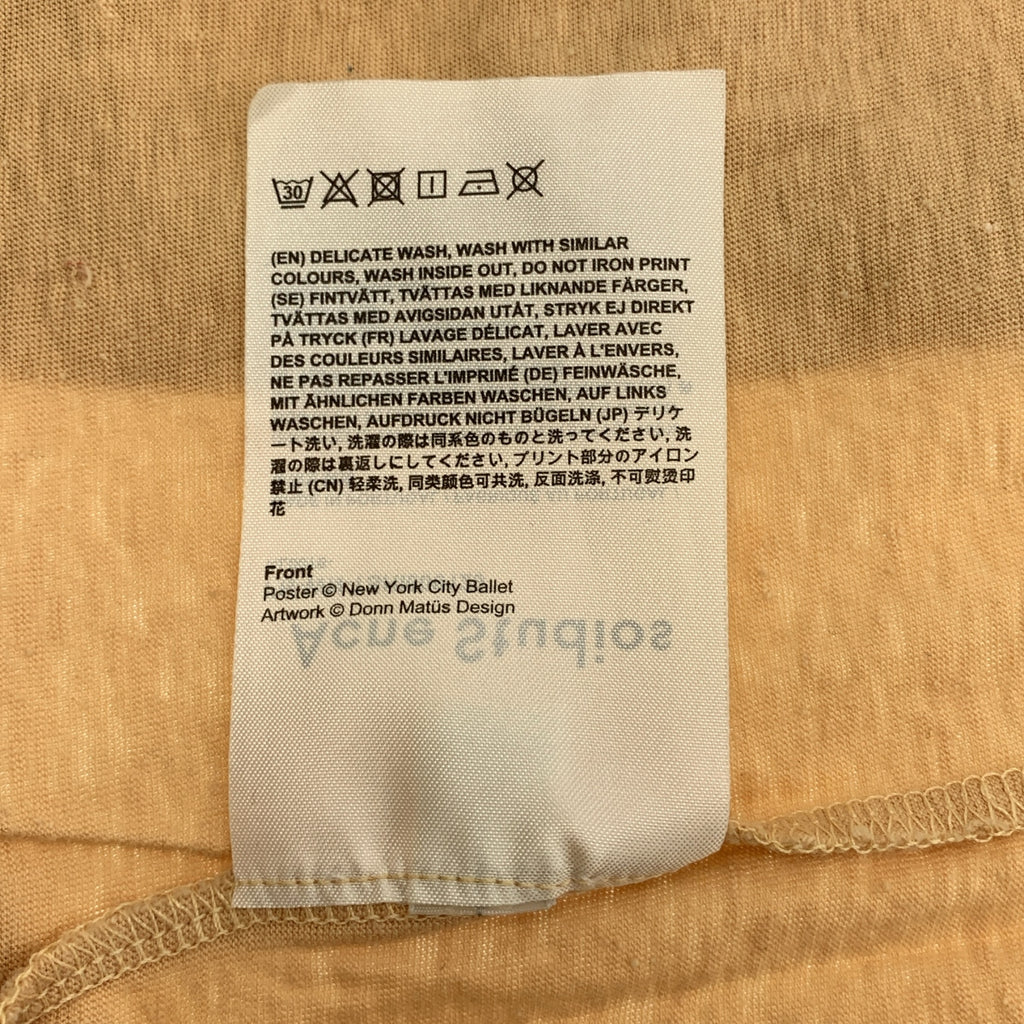 30
(EN) DELICATE WASH, WASH WITH SIMILAR
COLOURS, WASH INSIDE OUT, DO NOT IRON PRINT
(SE) FINTVÄTT, TVÄTTAS MED LIKNANDE FÄRGER,
TVÄTTAS MED AVIGSIDAN UTÅT, STRYK EJ DIREKT
PÅ TRYCK (FR) LAVAGE DÉLICAT, LAVER AVEC
DES COULEURS SIMILAIRES, LAVER À L'ENVERS,
NE PAS REPASSER L'IMPRIMÉ (DE) FEINWÄSCHE,
MIT ÄHNLICHEN FARBEN WASCHEN, AUF LINKS
WASCHEN, AUFDRUCK NICHT BÜGELN (JP) デリケ
ート洗い, 洗濯の際は同系色のものと洗ってください, 洗
濯の際は裏返しにしてください, プリント部分のアイロン
禁止 (CN) 轻柔洗, 同类颜色可共洗, 反面洗涤, 不可熨烫印
花
Front
Poster © New York City Ballet
Artwork © Donn Matüs Design
Acne Studios